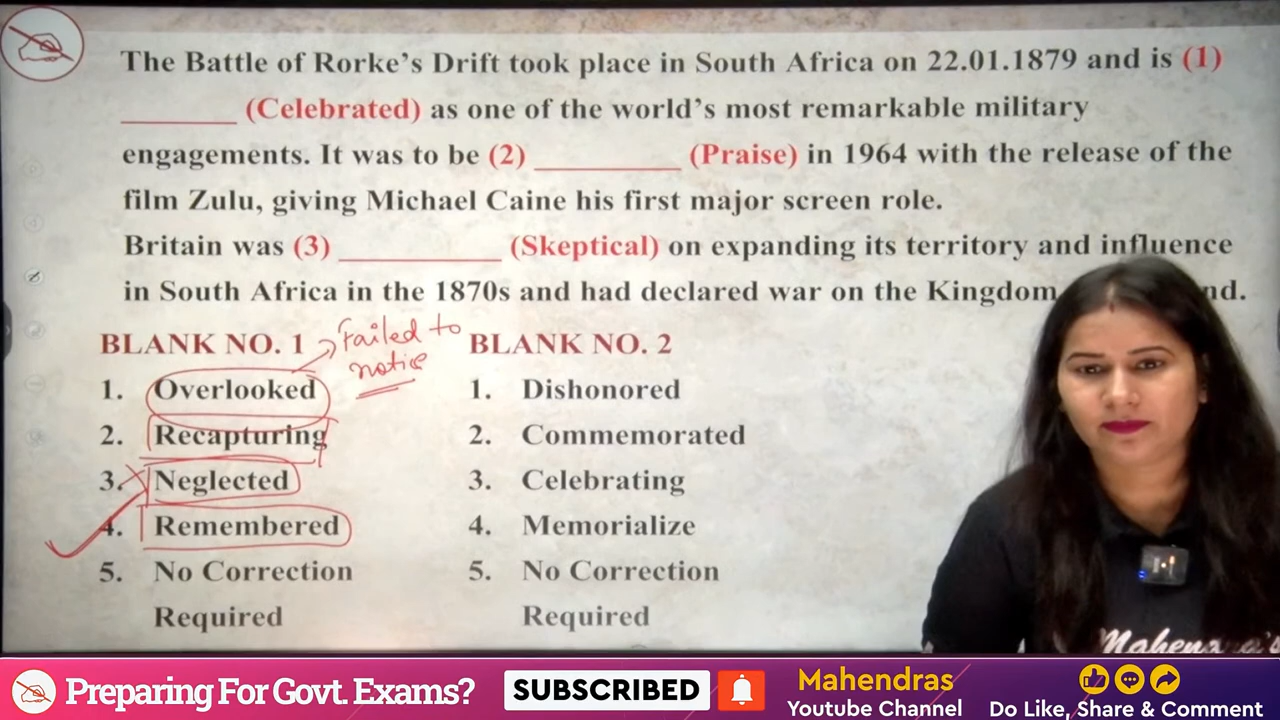 The Battle of Rorke's Drift took place in South Africa on 22.01.1879 and is (1)
________ (Celebrated) as one of the world's most remarkable military
engagements. It was to be (2) __________ (Praise) in 1964 with the release of the
film Zulu, giving Michael Caine his first major screen role.
Britain was (3) ___________ (Skeptical) on expanding its territory and influence
in South Africa in the 1870s and had declared war on the Kingdom nd.
BLANK NO. 1
Failed to
notice
1. Overlooked
2. Recapturing
3. Neglected
4. Remembered
5. No Correction
Required
BLANK NO. 2
1. Dishonored
2. Commemorated
3. Celebrating
4. Memorialize
5. No Correction
Required
Mahendra's
Preparing For Govt. Exams?
SUBSCRIBED
Mahendras
Youtube Channel
Do Like, Share & Comment